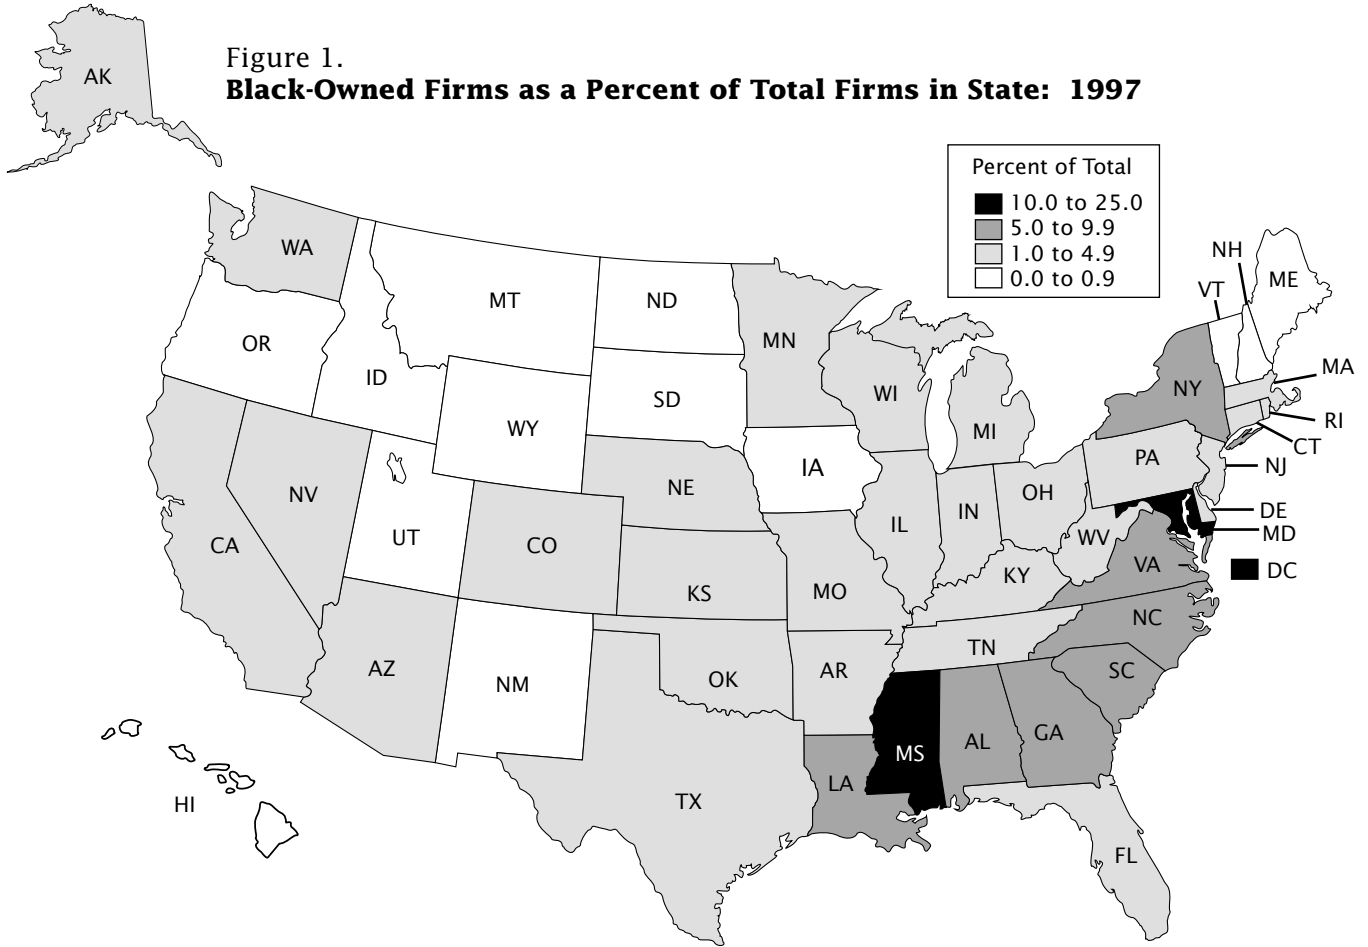 Figure 1.
Black-Owned Firms as a Percent of Total Firms in State: 1997
Percent of Total
10.0 to 25.0
5.0 to 9.9
1.0 to 4.9
0.0 to 0.9
AK
WA
MT
ND
MN
OR
ID
WY
SD
WI
MI
NY
VT
NH
ME
MA
RI
CT
NJ
PA
DE
MD
DC
IA
NE
NV
UT
CO
CA
KS
MO
IL
IN
OH
WV
VA
KY
NC
TN
SC
AZ
NM
OK
AR
TX
LA
MS
AL
GA
FL
HI